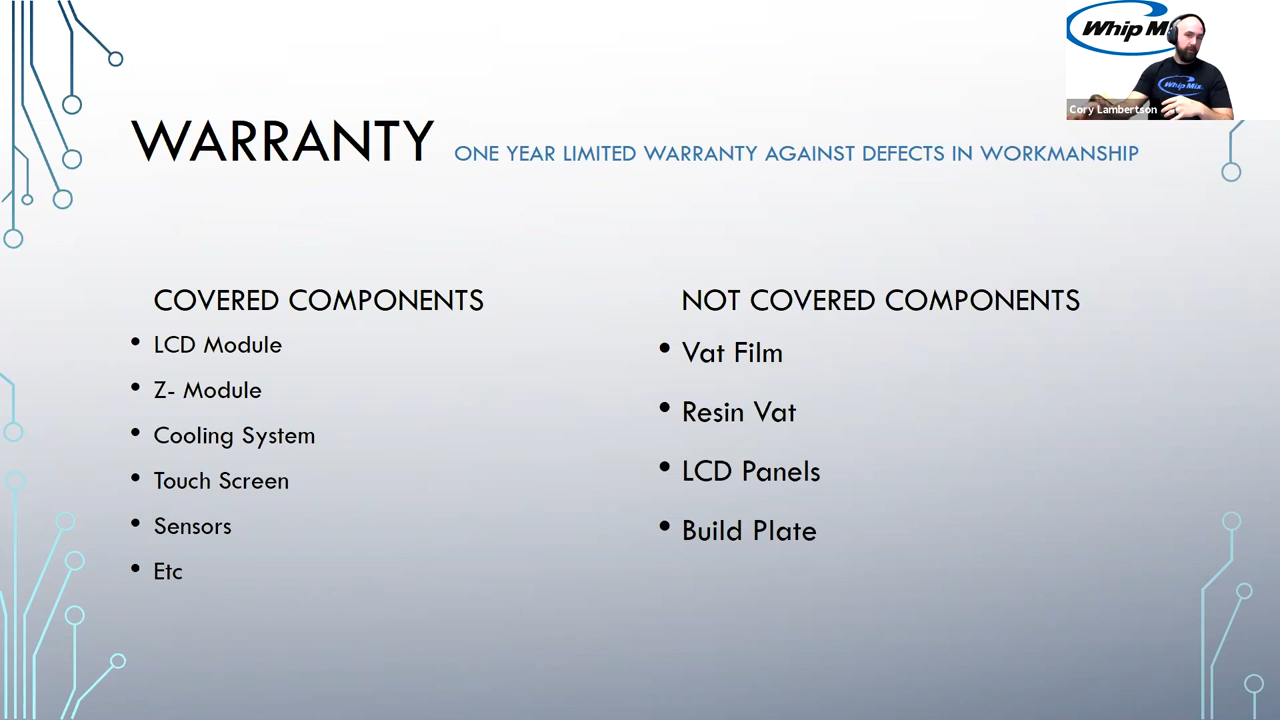 Whip M
Whip Mix
Cory Lambertson
WARRANTY ONE YEAR LIMITED WARRANTY AGAINST DEFECTS IN WORKMANSHIP
COVERED COMPONENTS
• LCD Module
• Z- Module
• Cooling System
• Touch Screen
• Sensors
• Etc
NOT COVERED COMPONENTS
• Vat Film
• Resin Vat
• LCD Panels
• Build Plate